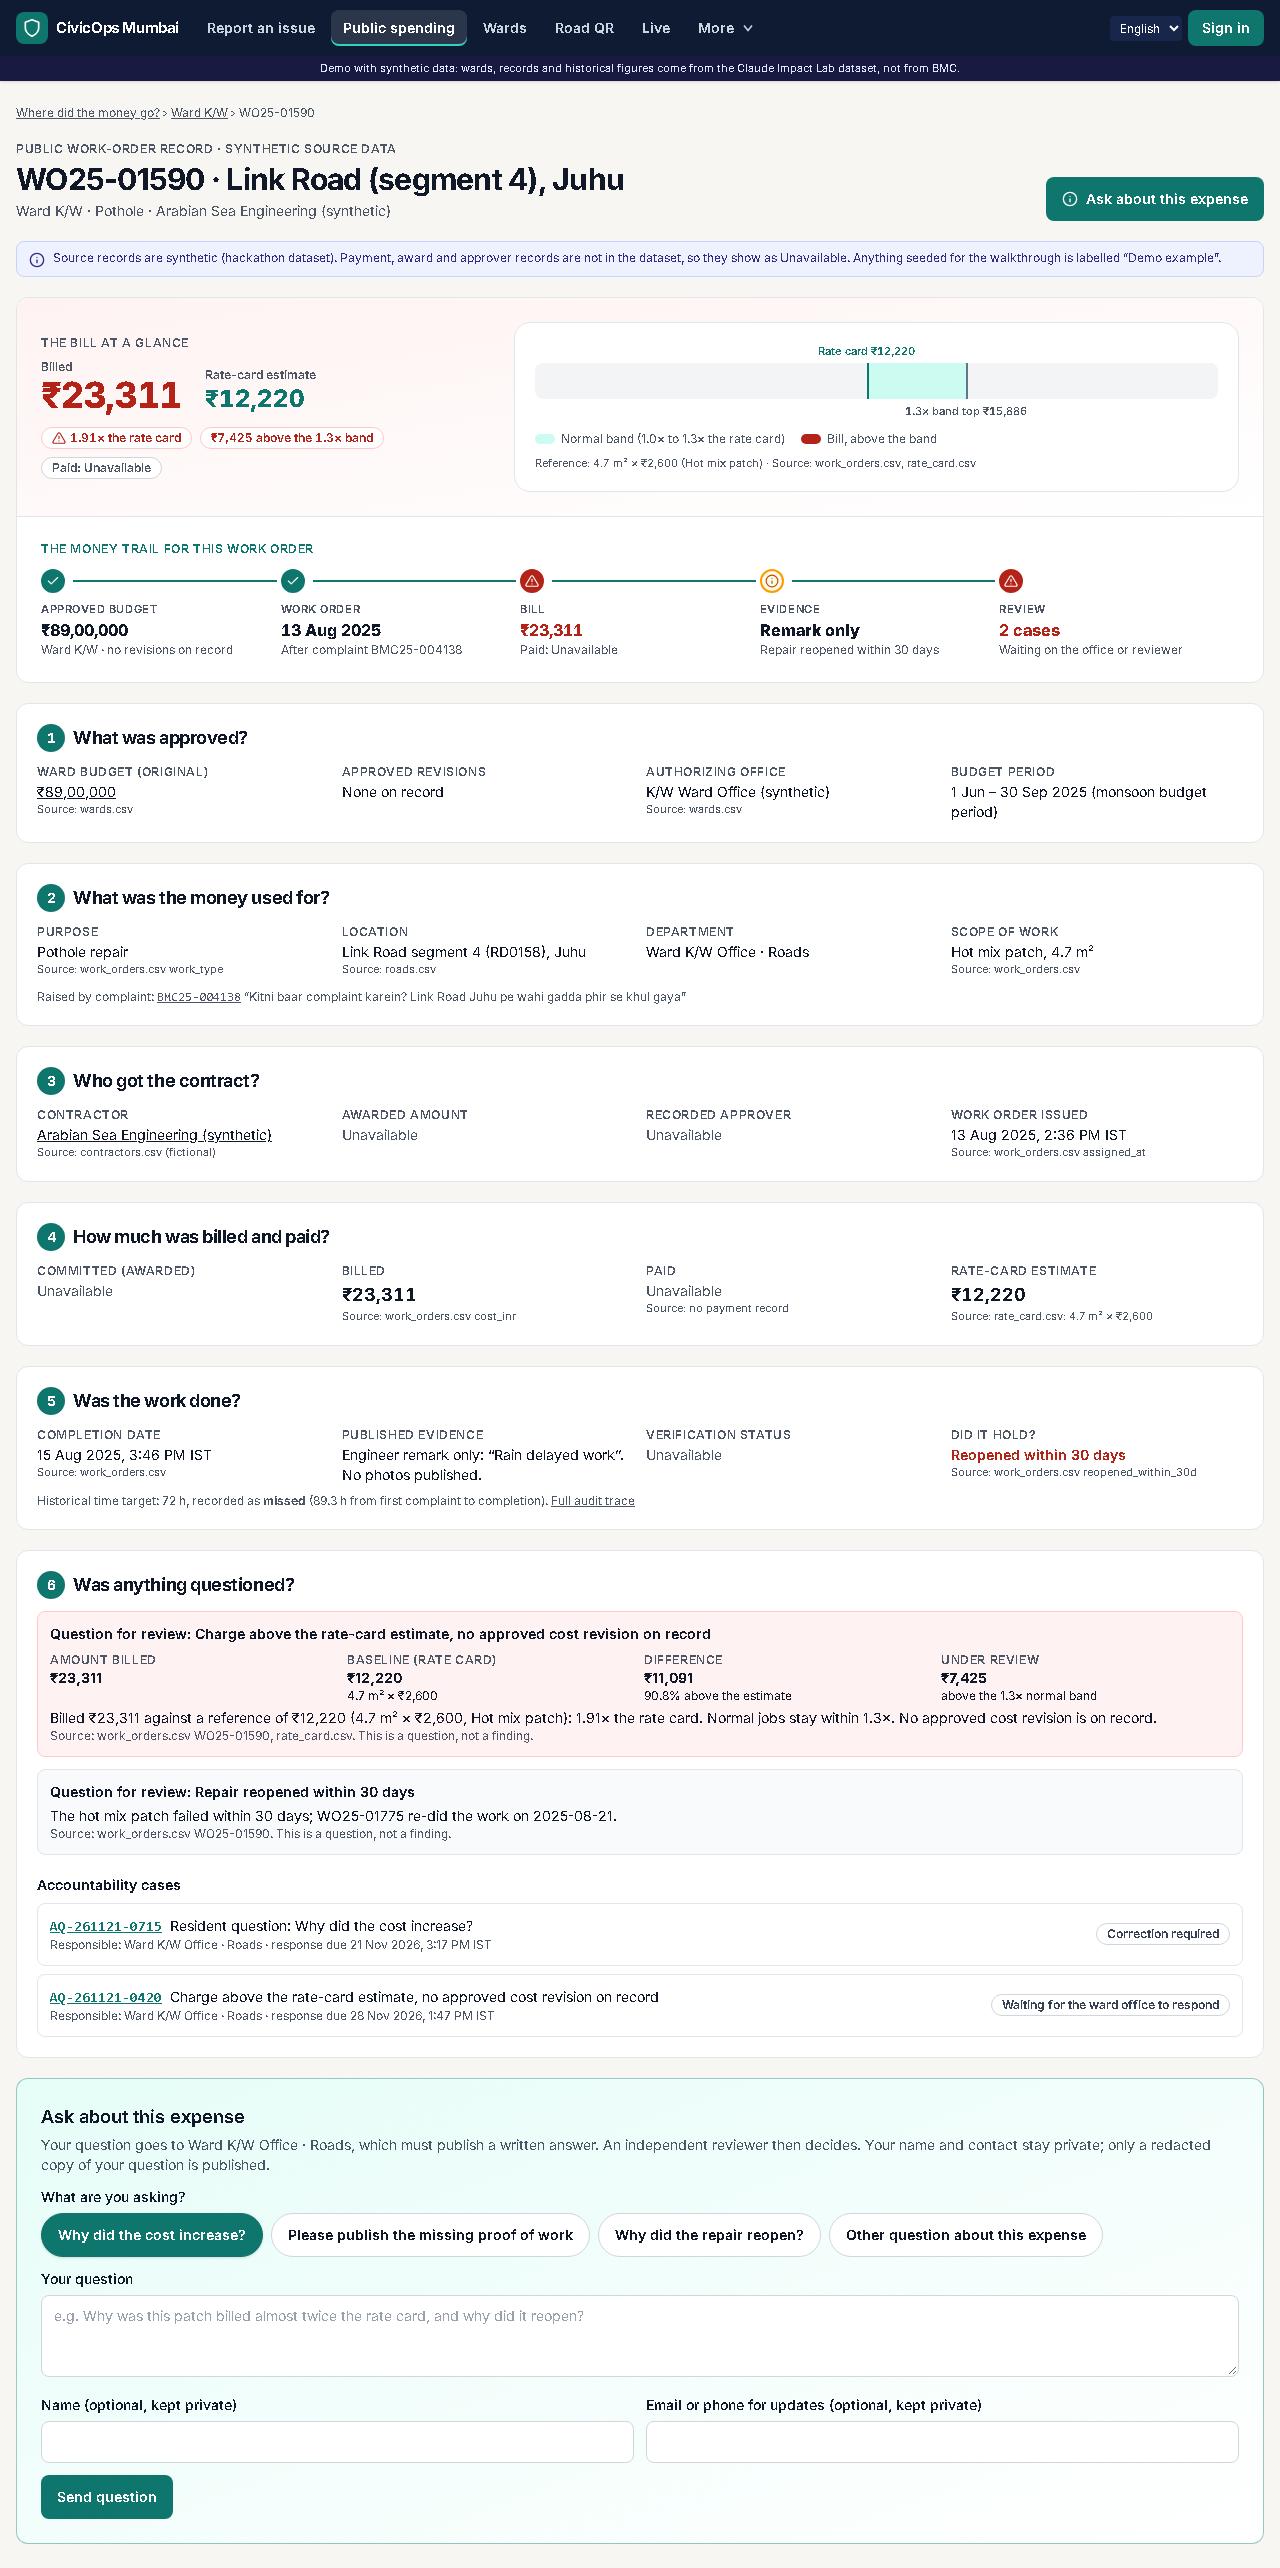 CivicOps Mumbai
Report an issue
Public spending
Wards
Road QR
Live
More
English
Sign in
Demo with synthetic data: wards, records and historical figures come from the Claude Impact Lab dataset, not from BMC.
Where did the money go? › Ward K/W › WO25-01590
PUBLIC WORK-ORDER RECORD · SYNTHETIC SOURCE DATA
WO25-01590 · Link Road (segment 4), Juhu
Ward K/W · Pothole · Arabian Sea Engineering (synthetic)
Ask about this expense
Source records are synthetic (hackathon dataset). Payment, award and approver records are not in the dataset, so they show as Unavailable. Anything seeded for the walkthrough is labelled “Demo example”.
THE BILL AT A GLANCE
Billed
₹23,311
Rate-card estimate
₹12,220
1.91× the rate card
₹7,425 above the 1.3× band
Paid: Unavailable
Rate card ₹12,220
1.3× band top ₹15,886
Normal band (1.0× to 1.3× the rate card)
Bill, above the band
Reference: 4.7 m² × ₹2,600 (Hot mix patch) · Source: work_orders.csv, rate_card.csv
THE MONEY TRAIL FOR THIS WORK ORDER
APPROVED BUDGET
₹89,00,000
Ward K/W · no revisions on record
WORK ORDER
13 Aug 2025
After complaint BMC25-004138
BILL
₹23,311
Paid: Unavailable
EVIDENCE
Remark only
Repair reopened within 30 days
REVIEW
2 cases
Waiting on the office or reviewer
1 What was approved?
WARD BUDGET (ORIGINAL)
₹89,00,000
Source: wards.csv
APPROVED REVISIONS
None on record
AUTHORIZING OFFICE
K/W Ward Office (synthetic)
Source: wards.csv
BUDGET PERIOD
1 Jun – 30 Sep 2025 (monsoon budget
period)
2 What was the money used for?
PURPOSE
Pothole repair
Source: work_orders.csv work_type
LOCATION
Link Road segment 4 (RD0158), Juhu
Source: roads.csv
DEPARTMENT
Ward K/W Office · Roads
SCOPE OF WORK
Hot mix patch, 4.7 m²
Source: work_orders.csv
Raised by complaint: BMC25-004138 “Kitni baar complaint karein? Link Road Juhu pe wahi gadda phir se khul gaya”
3 Who got the contract?
CONTRACTOR
Arabian Sea Engineering (synthetic)
Source: contractors.csv (fictional)
AWARDED AMOUNT
Unavailable
RECORDED APPROVER
Unavailable
WORK ORDER ISSUED
13 Aug 2025, 2:36 PM IST
Source: work_orders.csv assigned_at
4 How much was billed and paid?
COMMITTED (AWARDED)
Unavailable
BILLED
₹23,311
Source: work_orders.csv cost_inr
PAID
Unavailable
Source: no payment record
RATE-CARD ESTIMATE
₹12,220
Source: rate_card.csv: 4.7 m² × ₹2,600
5 Was the work done?
COMPLETION DATE
15 Aug 2025, 3:46 PM IST
Source: work_orders.csv
PUBLISHED EVIDENCE
Engineer remark only: “Rain delayed work”.
No photos published.
VERIFICATION STATUS
Unavailable
DID IT HOLD?
Reopened within 30 days
Source: work_orders.csv reopened_within_30d
Historical time target: 72 h, recorded as missed (89.3 h from first complaint to completion). Full audit trace
6 Was anything questioned?
Question for review: Charge above the rate-card estimate, no approved cost revision on record
AMOUNT BILLED
₹23,311
BASELINE (RATE CARD)
₹12,220
4.7 m² × ₹2,600
DIFFERENCE
₹11,091
90.8% above the estimate
UNDER REVIEW
₹7,425
above the 1.3× normal band
Billed ₹23,311 against a reference of ₹12,220 (4.7 m² × ₹2,600, Hot mix patch): 1.91× the rate card. Normal jobs stay within 1.3×. No approved cost revision is on record.
Source: work_orders.csv WO25-01590, rate_card.csv. This is a question, not a finding.
Question for review: Repair reopened within 30 days
The hot mix patch failed within 30 days; WO25-01775 re-did the work on 2025-08-21.
Source: work_orders.csv WO25-01590. This is a question, not a finding.
Accountability cases
AQ-261121-0715 Resident question: Why did the cost increase?
Responsible: Ward K/W Office · Roads · response due 21 Nov 2026, 3:17 PM IST
Correction required
AQ-261121-0420 Charge above the rate-card estimate, no approved cost revision on record
Responsible: Ward K/W Office · Roads · response due 28 Nov 2026, 1:47 PM IST
Waiting for the ward office to respond
Ask about this expense
Your question goes to Ward K/W Office · Roads, which must publish a written answer. An independent reviewer then decides. Your name and contact stay private; only a redacted
copy of your question is published.
What are you asking?
Why did the cost increase?
Please publish the missing proof of work
Why did the repair reopen?
Other question about this expense
Your question
e.g. Why was this patch billed almost twice the rate card, and why did it reopen?
Name (optional, kept private)
Email or phone for updates (optional, kept private)
Send question